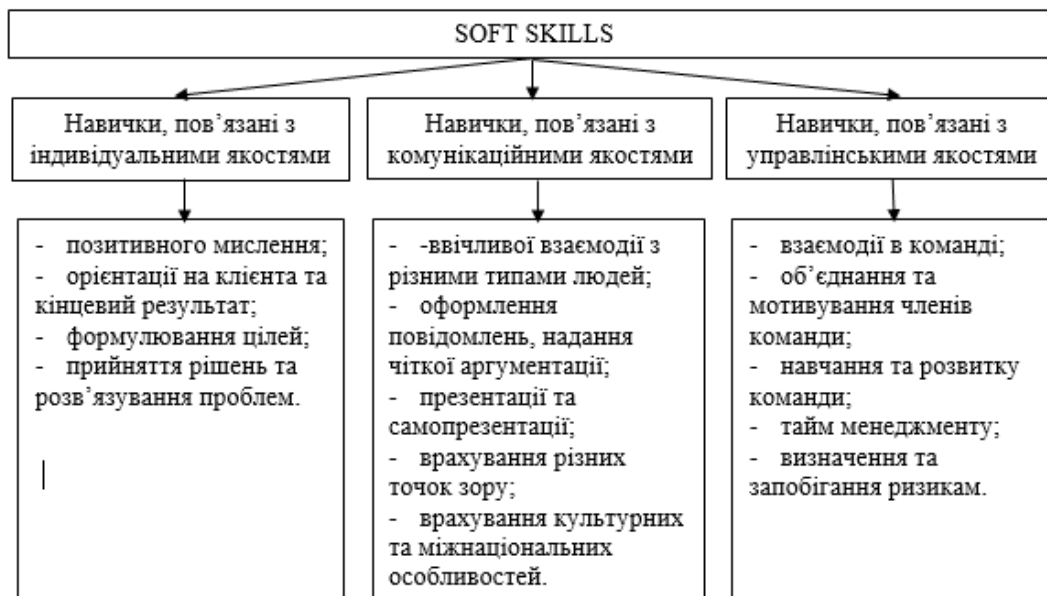 SOFT SKILLS
Навички, пов’язані з
індивідуальними якостями
Навички, пов’язані з
комунікаційними якостями
Навички, пов’язані з
управлінськими якостями
- позитивного мислення;
- орієнтації на клієнта та
кінцевий результат;
- формулювання цілей;
- прийняття рішень та
розв’язування проблем.
- -ввічливої взаємодії з
різними типами людей;
- оформлення
повідомлень, надання
чіткої аргументації;
- презентації та
самопрезентації;
- врахування різних
точок зору;
- врахування культурних
та міжнаціональних
особливостей.
- взаємодії в команді;
- об’єднання та
мотивування членів
команди;
- навчання та розвитку
команди;
- тайм менеджменту;
- визначення та
запобігання ризикам.